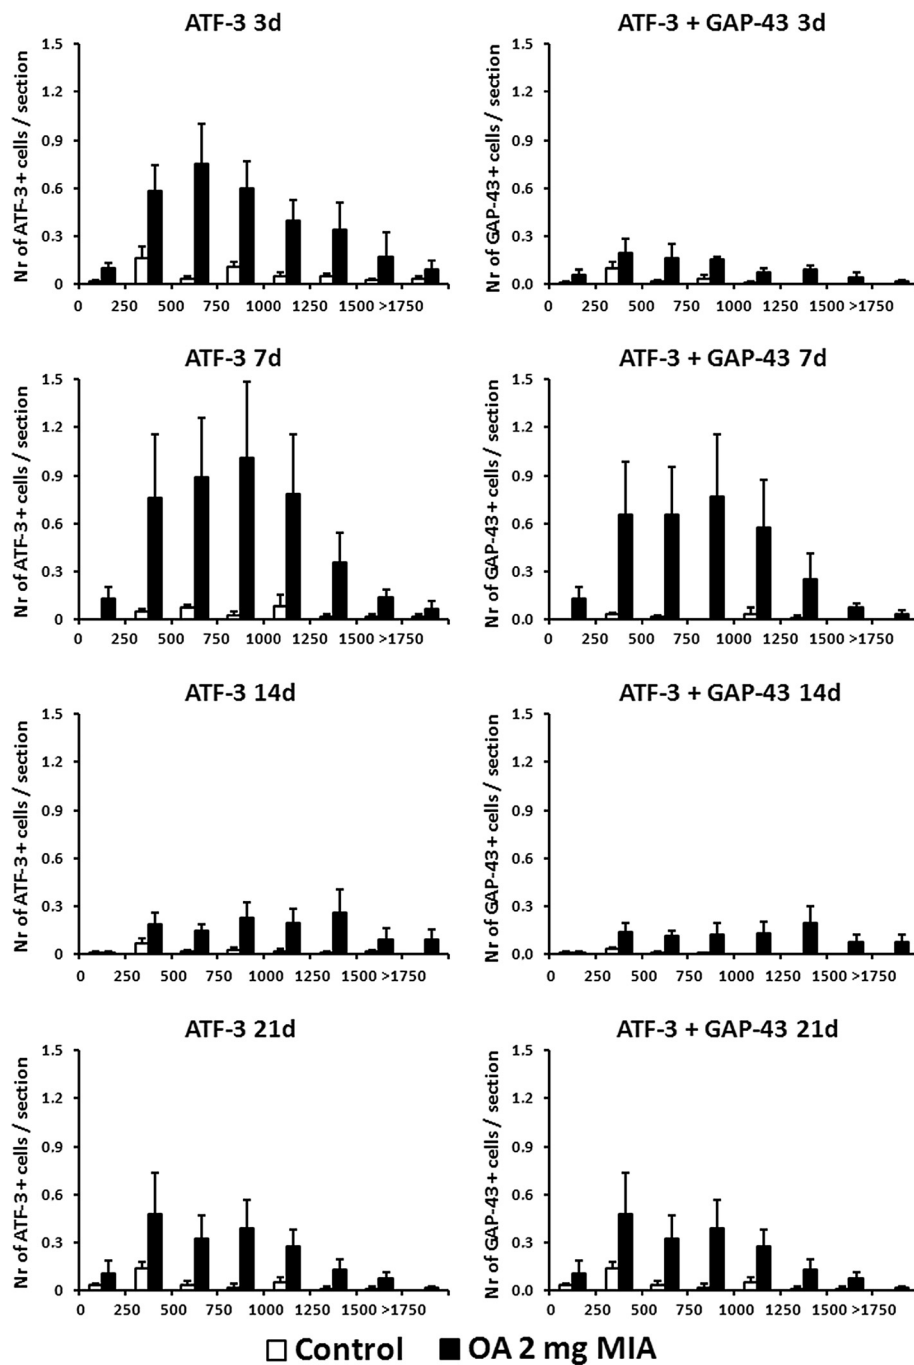 ATF-3 3d
Nr of ATF-3+ cells / section
1.5
1.2
0.9
0.6
0.3
0.0
0 250 500 750 1000 1250 1500 >1750
ATF-3 + GAP-43 3d
Nr of GAP-43+ cells / section
1.5
1.2
0.9
0.6
0.3
0.0
0 250 500 750 1000 1250 1500 >1750
ATF-3 7d
Nr of ATF-3+ cells / section
1.5
1.2
0.9
0.6
0.3
0
0 250 500 750 1000 1250 1500 >1750
ATF-3 + GAP-43 7d
Nr of GAP-43+ cells / section
1.5
1.2
0.9
0.6
0.3
0
0 250 500 750 1000 1250 1500 >1750
ATF-3 14d
Nr of ATF-3+ cells / section
1.5
1.2
0.9
0.6
0.3
0
0 250 500 750 1000 1250 1500 >1750
ATF-3 + GAP-43 14d
Nr of GAP-43+ cells / section
1.5
1.2
0.9
0.6
0.3
0
0 250 500 750 1000 1250 1500 >1750
ATF-3 21d
Nr of ATF-3+ cells / section
1.5
1.2
0.9
0.6
0.3
0
0 250 500 750 1000 1250 1500 >1750
ATF-3 + GAP-43 21d
Nr of GAP-43+ cells / section
1.5
1.2
0.9
0.6
0.3
0
0 250 500 750 1000 1250 1500 >1750
Control OA 2 mg MIA